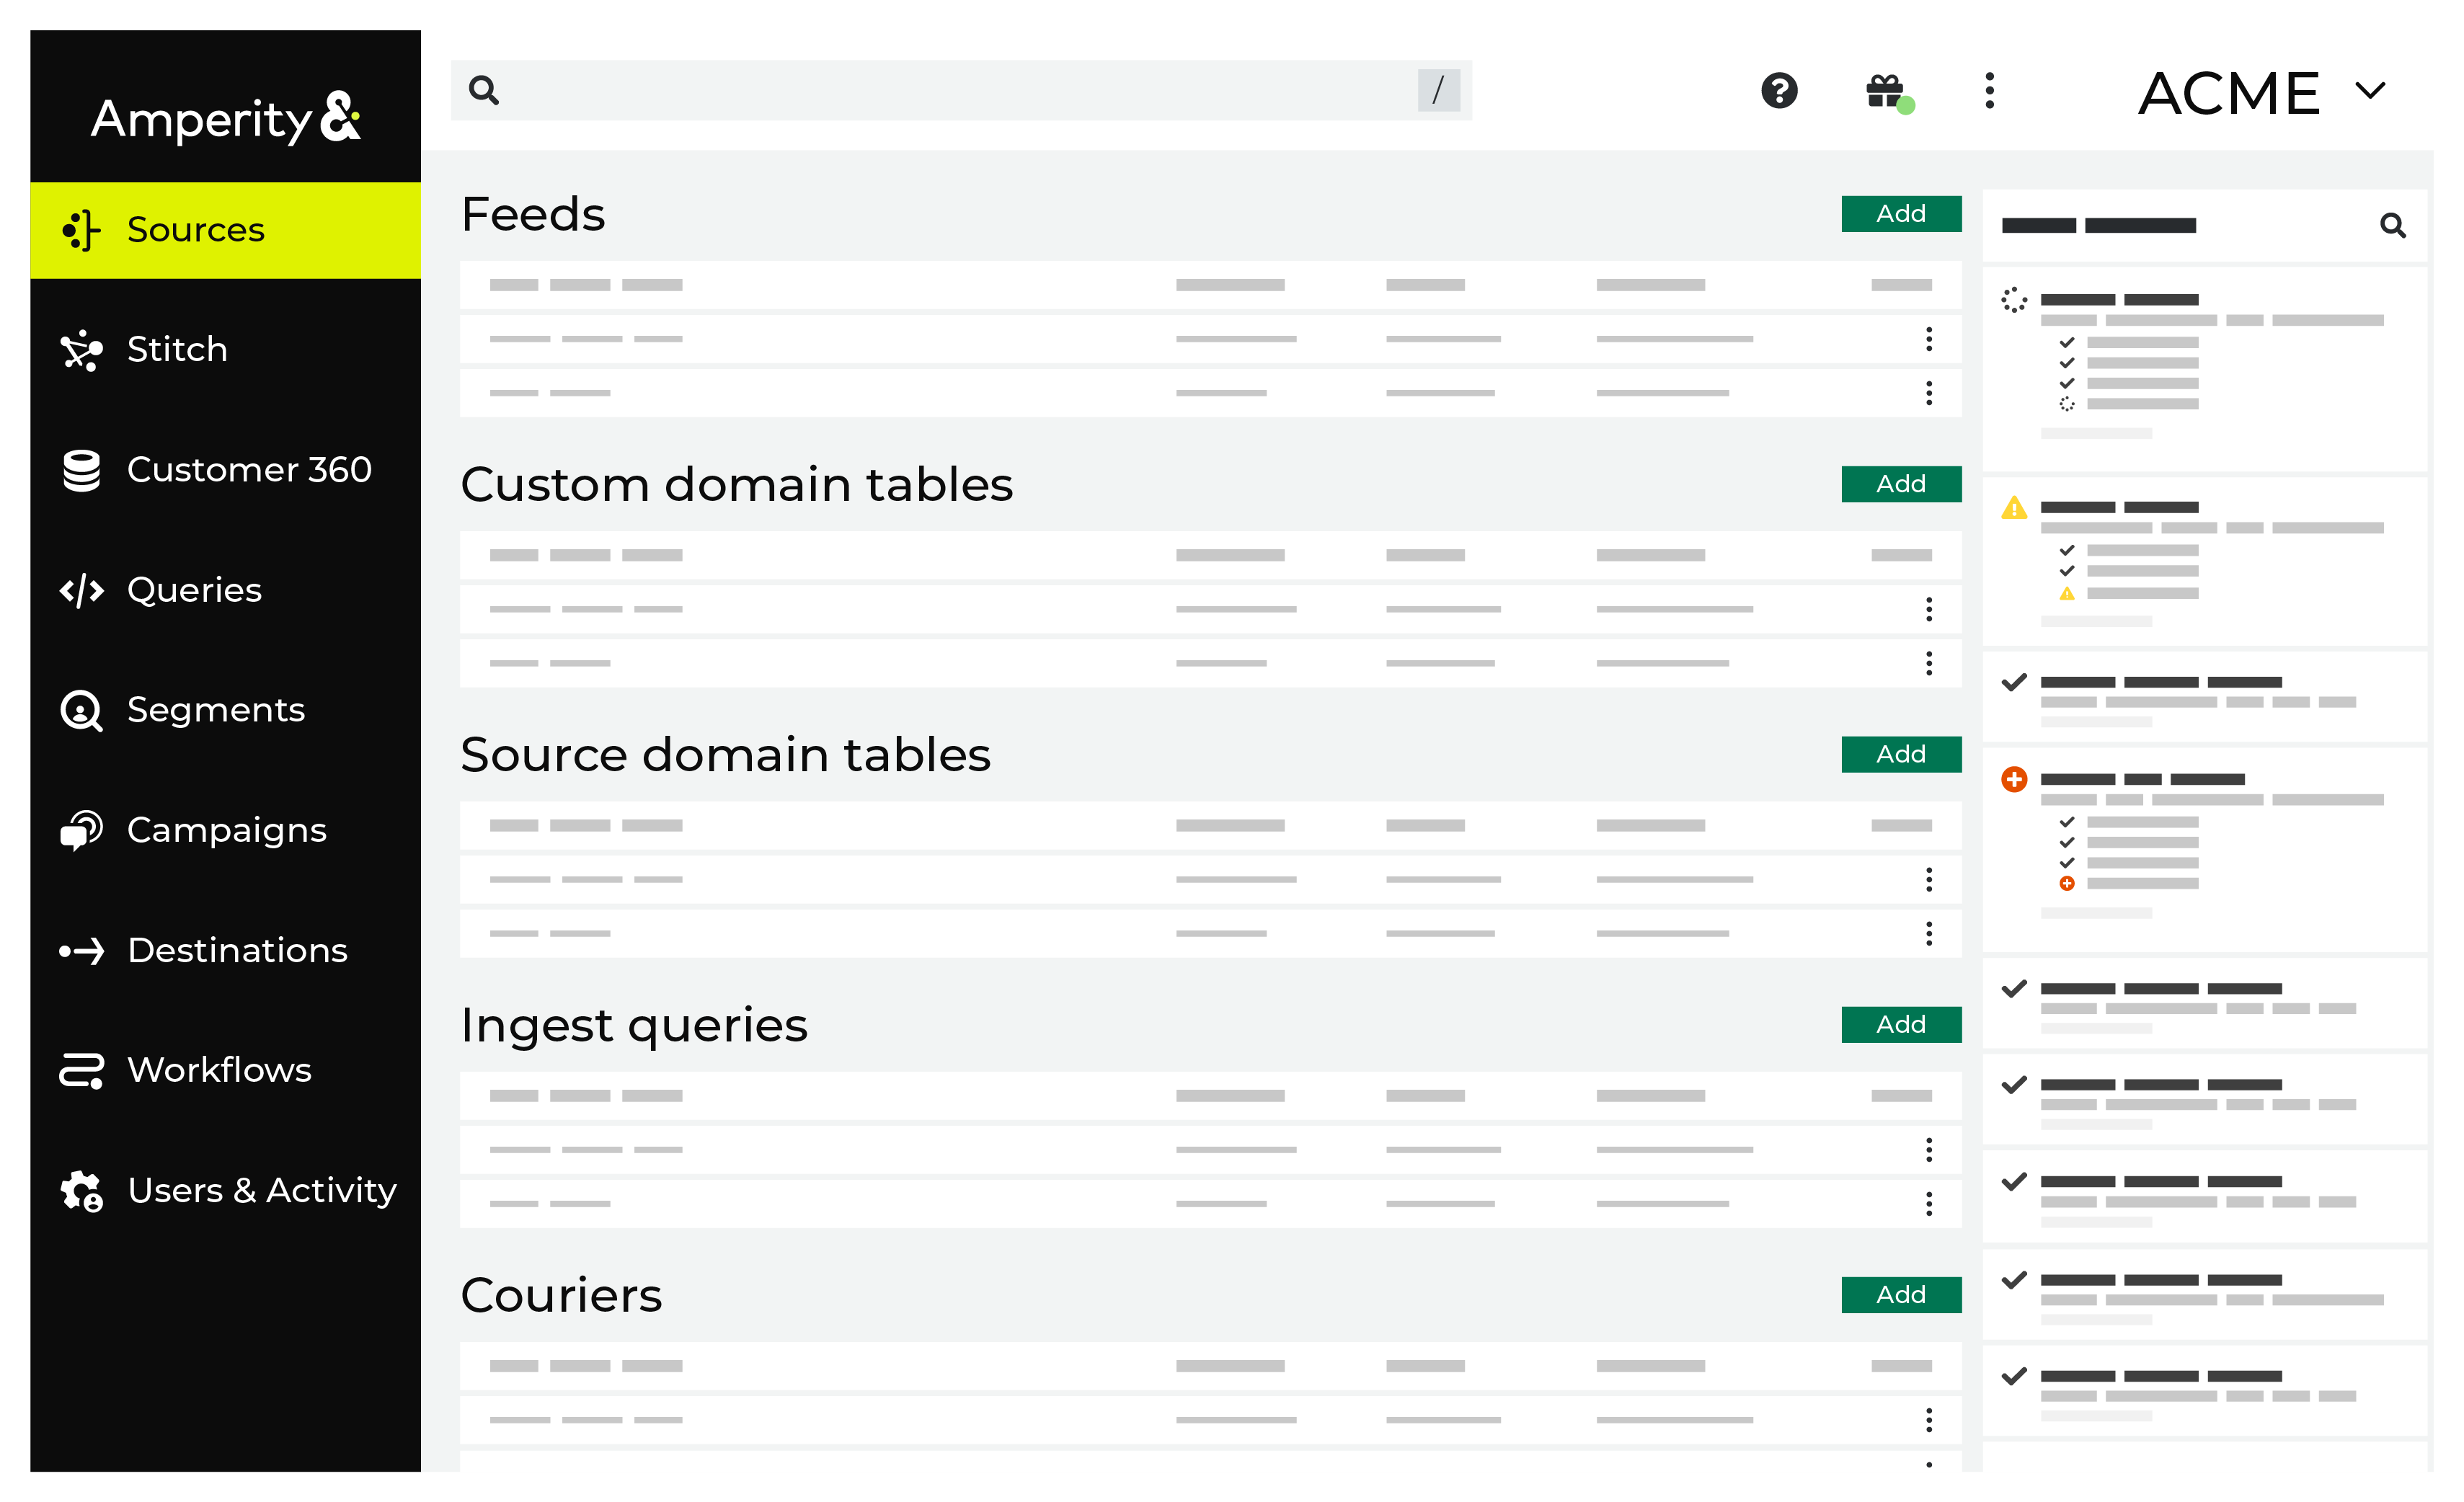 Amperity&
/
ACME
Sources
Stitch
Customer 360
Queries
Segments
Campaigns
Destinations
Workflows
Users & Activity
Feeds
Add
Custom domain tables
Add
Source domain tables
Add
Ingest queries
Add
Couriers
Add